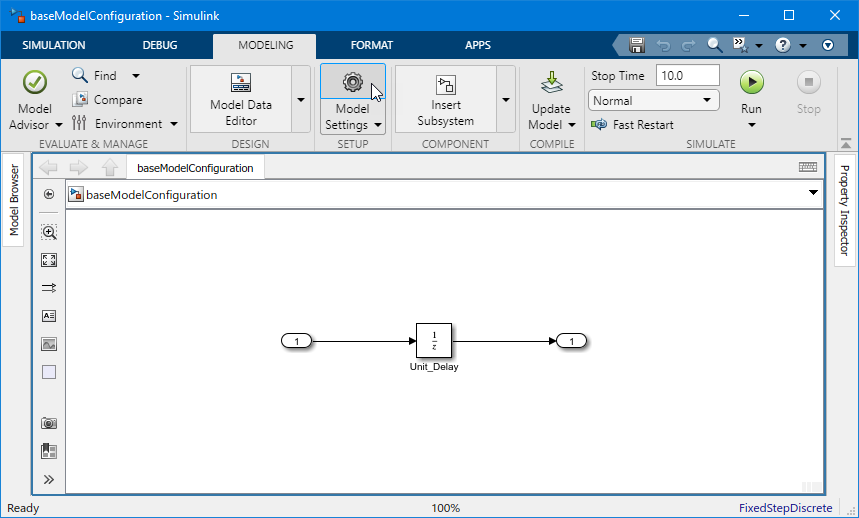 baseModelConfiguration - Simulink
SIMULATION DEBUG MODELING FORMAT APPS
Find
Compare
Environment
Model
Advisor
EVALUATE & MANAGE
Model Data
Editor
DESIGN
Model
Settings
SETUP
Insert
Subsystem
COMPONENT
Update
Model
COMPILE
Stop Time 10.0
Normal
Fast Restart
Run
Stop
SIMULATE
Model Browser
baseModelConfiguration
baseModelConfiguration
Property Inspector
1
1
z
Unit_Delay
1
Ready 100% FixedStepDiscrete